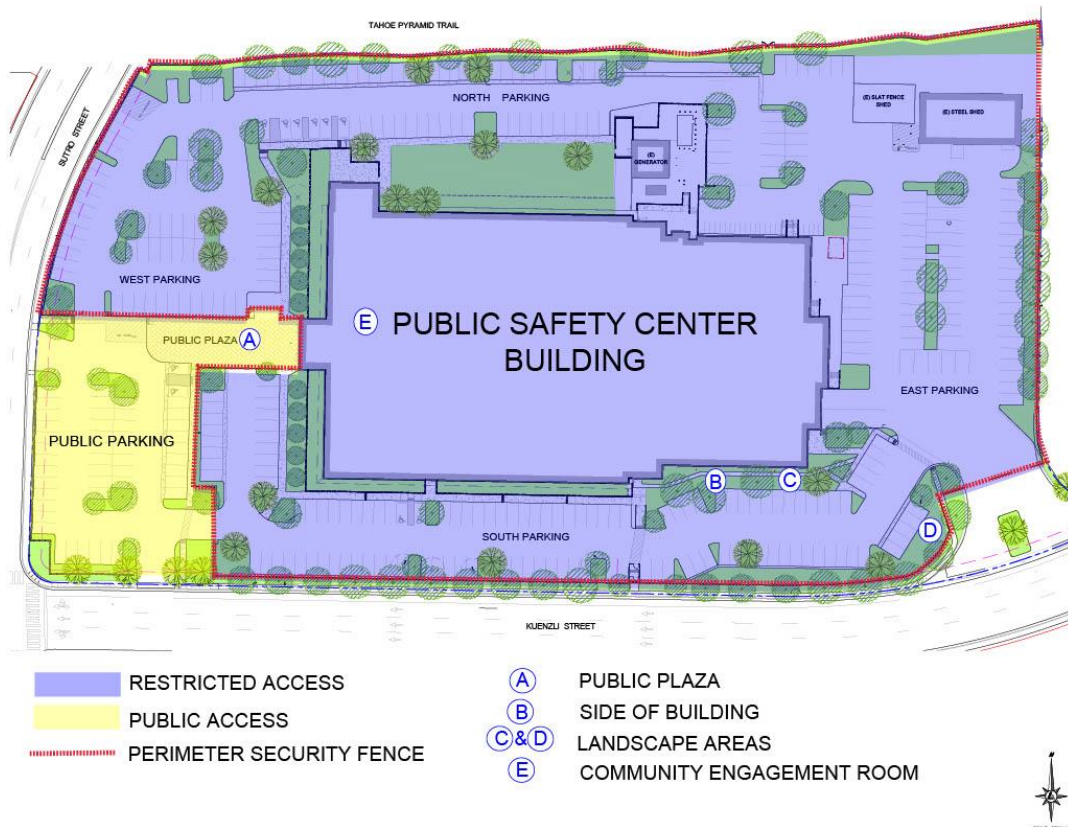 TAHOE PYRAMID TRAIL
SUTRO STREET
NORTH PARKING
(E) SLAT FENCE
SHED
(E) STEEL SHED
(E)
GENERATOR
WEST PARKING
PUBLIC PLAZA
A
E
PUBLIC SAFETY CENTER
BUILDING
EAST PARKING
PUBLIC PARKING
B
C
D
SOUTH PARKING
KUENZLI STREET
RESTRICTED ACCESS
PUBLIC ACCESS
PERIMETER SECURITY FENCE
A PUBLIC PLAZA
B SIDE OF BUILDING
C&D LANDSCAPE AREAS
E COMMUNITY ENGAGEMENT ROOM